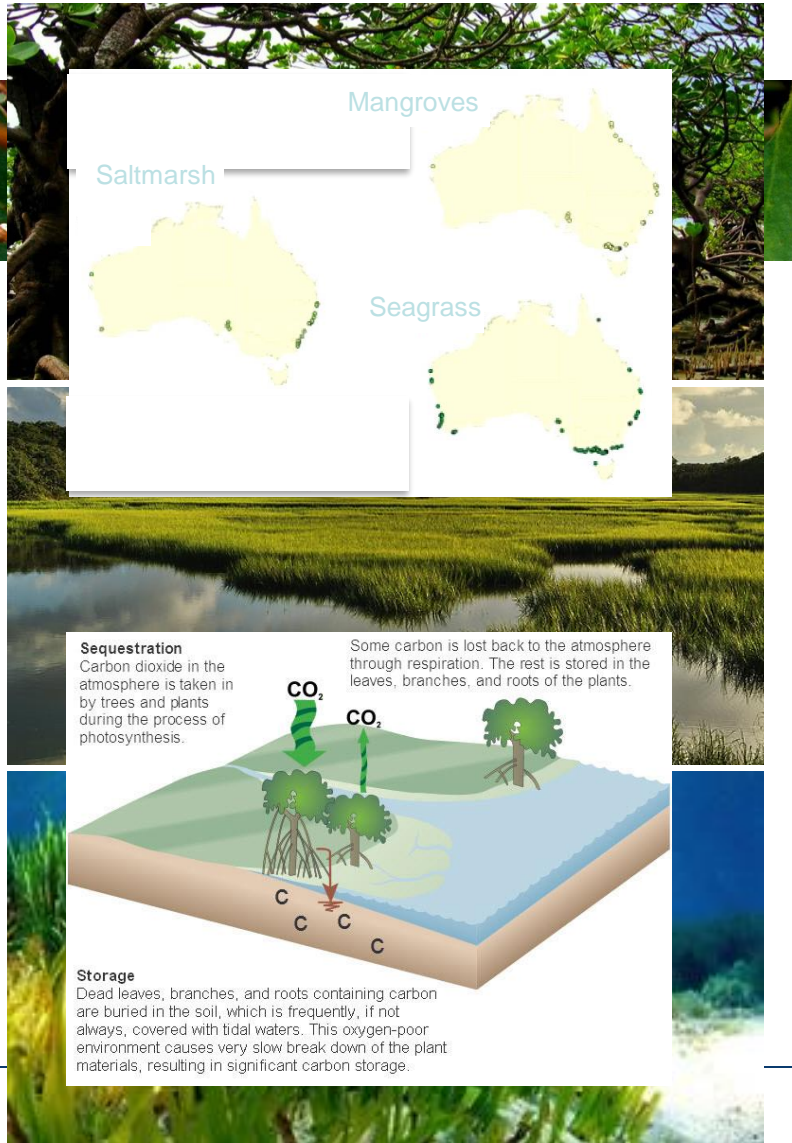 Mangroves
Saltmarsh
Seagrass
Sequestration
Carbon dioxide in the
atmosphere is taken in
by trees and plants
during the process of
photosynthesis.
Some carbon is lost back to the atmosphere
through respiration. The rest is stored in the
leaves, branches, and roots of the plants.
CO₂
CO₂
C
C
C
C
Storage
Dead leaves, branches, and roots containing carbon
are buried in the soil, which is frequently, if not
always, covered with tidal waters. This oxygen-poor
environment causes very slow break down of the plant
materials, resulting in significant carbon storage.